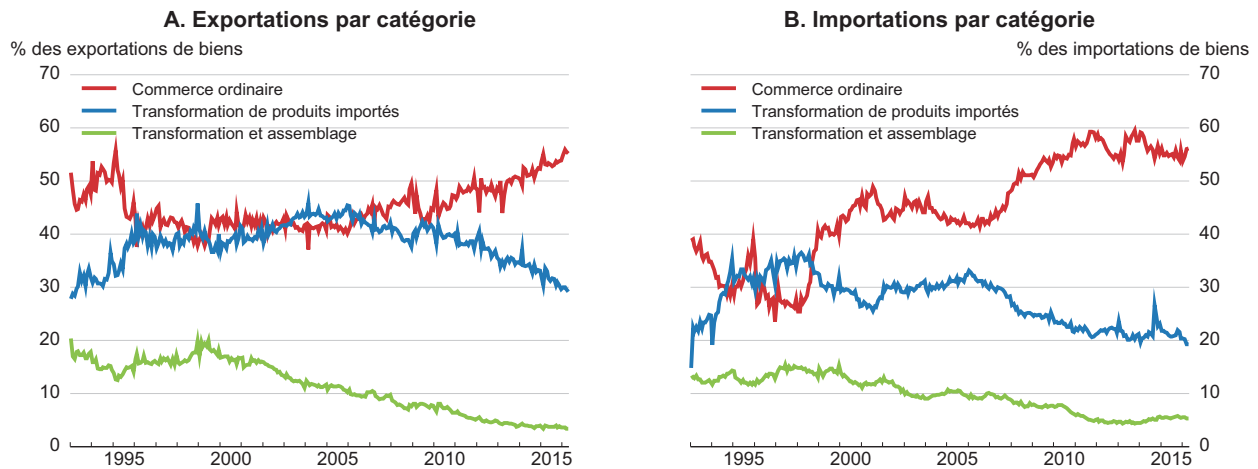 A. Exportations par catégorie
% des exportations de biens
70
60
50
40
30
20
10
0
Commerce ordinaire
Transformation de produits importés
Transformation et assemblage
1995 2000 2005 2010 2015
B. Importations par catégorie
% des importations de biens
70
60
50
40
30
20
10
0
Commerce ordinaire
Transformation de produits importés
Transformation et assemblage
1995 2000 2005 2010 2015